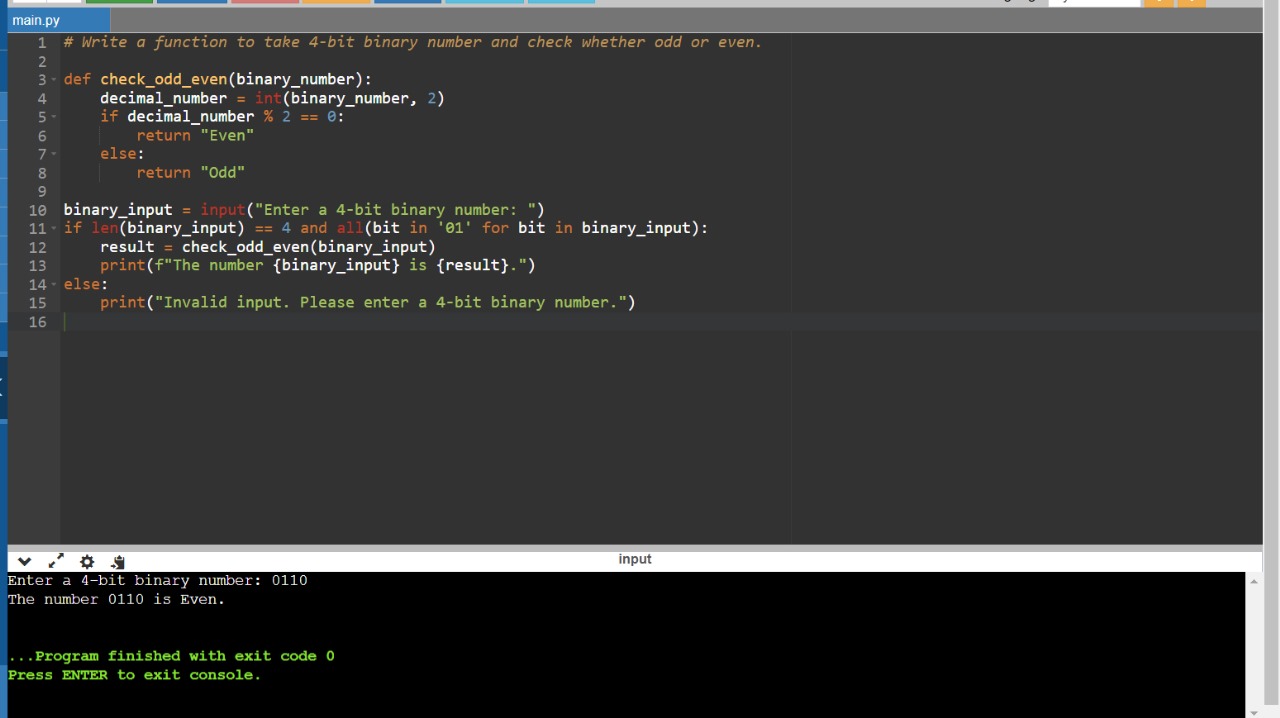 main.py
1 # Write a function to take 4-bit binary number and check whether odd or even.
2
3 def check_odd_even(binary_number):
4     decimal_number = int(binary_number, 2)
5     if decimal_number % 2 == 0:
6         return "Even"
7     else:
8         return "Odd"
9
10 binary_input = input("Enter a 4-bit binary number: ")
11 if len(binary_input) == 4 and all(bit in '01' for bit in binary_input):
12     result = check_odd_even(binary_input)
13     print(f"The number {binary_input} is {result}.")
14 else:
15     print("Invalid input. Please enter a 4-bit binary number.")
16
input
Enter a 4-bit binary number: 0110
The number 0110 is Even.
...Program finished with exit code 0
Press ENTER to exit console.